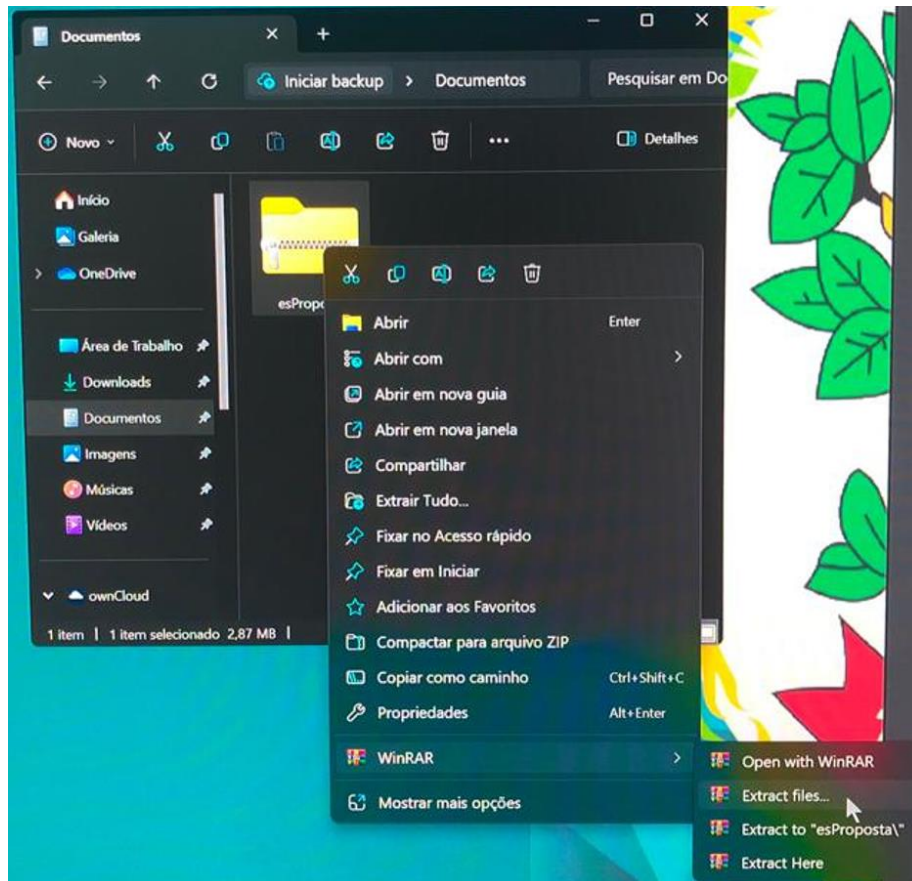 Documentos
Iniciar backup > Documentos
Pesquisar em Do
Novo
Detalhes
Início
Galeria
OneDrive
Área de Trabalho
Downloads
Documentos
Imagens
Músicas
Vídeos
ownCloud
1 item | 1 item selecionado 2,87 MB |
esPropo
Abrir Enter
Abrir com
Abrir em nova guia
Abrir em nova janela
Compartilhar
Extrair Tudo...
Fixar no Acesso rápido
Fixar em Iniciar
Adicionar aos Favoritos
Compactar para arquivo ZIP
Copiar como caminho Ctrl+Shift+C
Propriedades Alt+Enter
WinRAR
Mostrar mais opções
Open with WinRAR
Extract files...
Extract to "esProposta\"
Extract Here